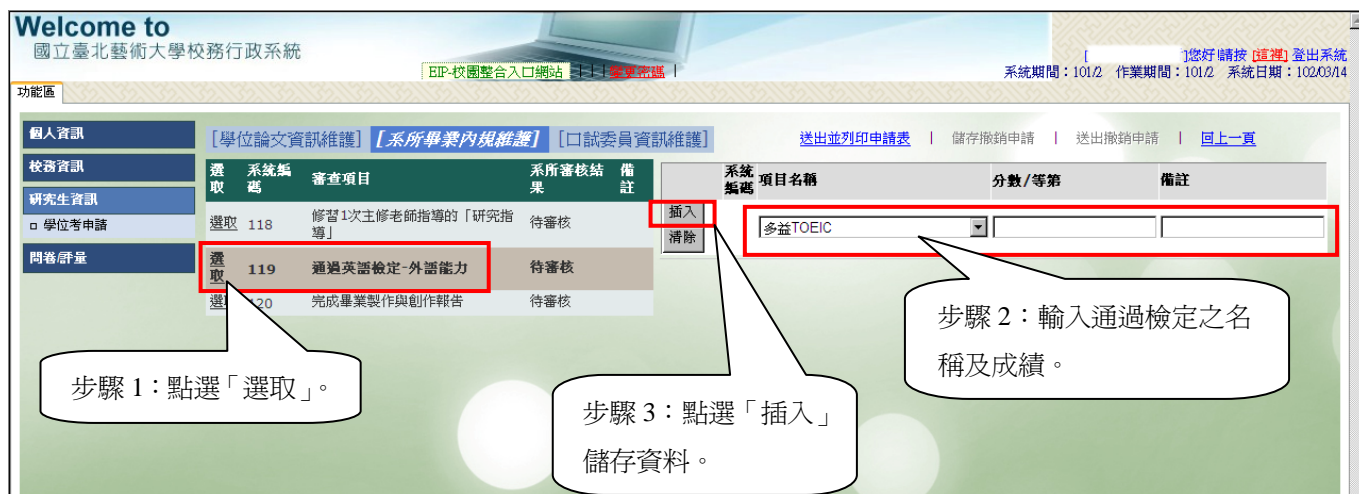 Welcome to
國立臺北藝術大學校務行政系統
EIP-校園整合入口網站 | | | 變更密碼 |
[ ]您好!請按 [這裡] 登出系統
系統期間：101/2 作業期間：101/2 系統日期：102/03/14
功能區
個人資訊
校務資訊
研究生資訊
學位考申請
問卷/評量
[學位論文資訊維護] [系所畢業內規維護] [口試委員資訊維護]
送出並列印申請表 | 儲存撤銷申請 | 送出撤銷申請 | 回上一頁
選取 系統編碼 審查項目 系所審核結果 備註
選取 118 修習1次主修老師指導的「研究指導」 待審核
選取 119 通過英語檢定-外語能力 待審核
選 120 完成畢業製作與創作報告 待審核
系統編碼 項目名稱 分數/等第 備註
插入
清除
多益TOEIC
步驟 1：點選「選取」。
步驟 2：輸入通過檢定之名
稱及成績。
步驟 3：點選「插入」
儲存資料。